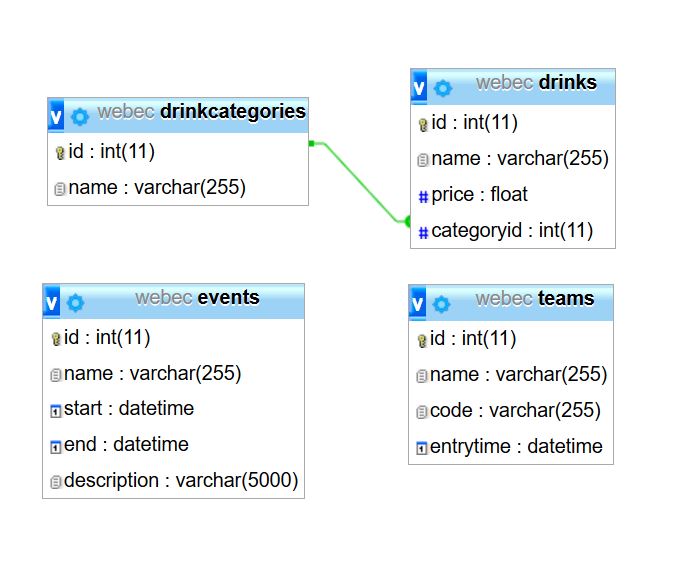 webec drinkcategories
id : int(11)
name : varchar(255)
webec drinks
id : int(11)
name : varchar(255)
price : float
categoryid : int(11)
webec events
id : int(11)
name : varchar(255)
start : datetime
end : datetime
description : varchar(5000)
webec teams
id : int(11)
name : varchar(255)
code : varchar(255)
entrytime : datetime